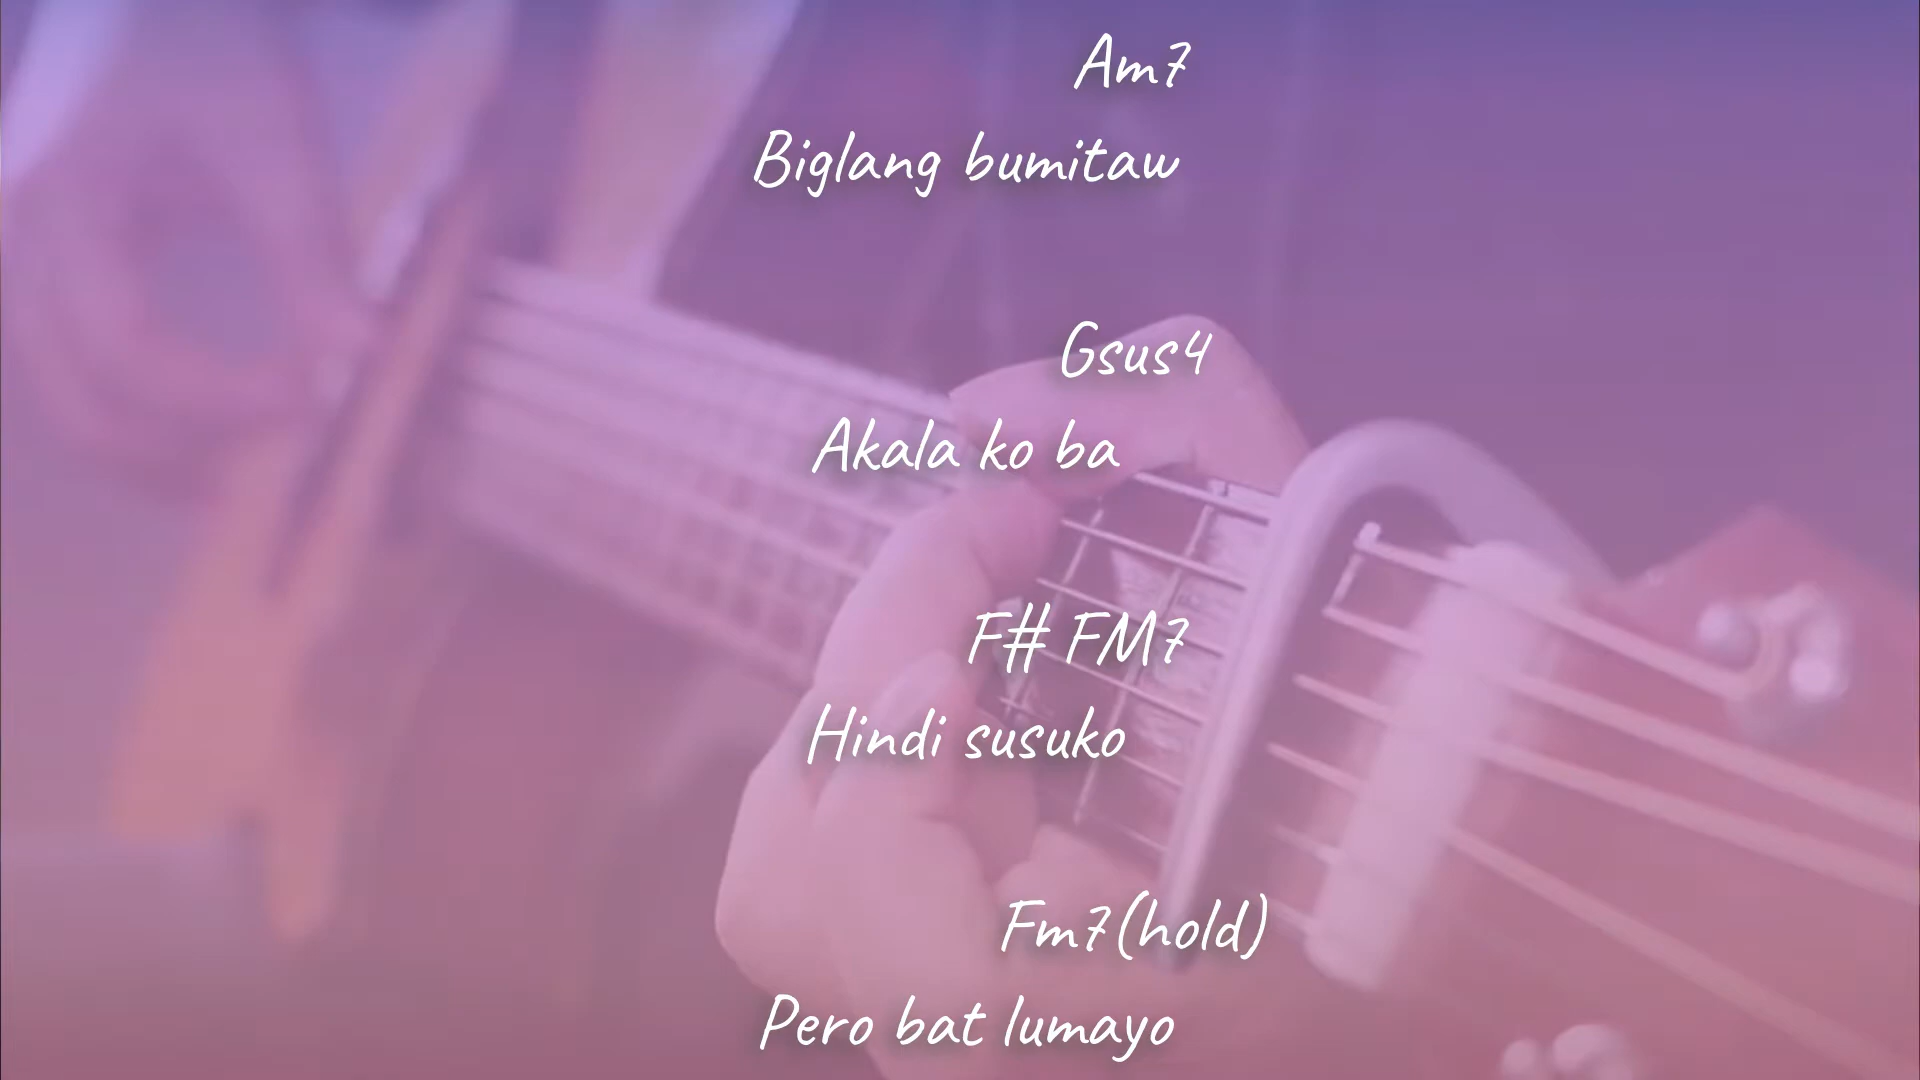 Am7
Biglang bumitaw
Gsus4
Akala ko ba
F# FM7
Hindi susuko
Fm7(hold)
Pero bat lumayo